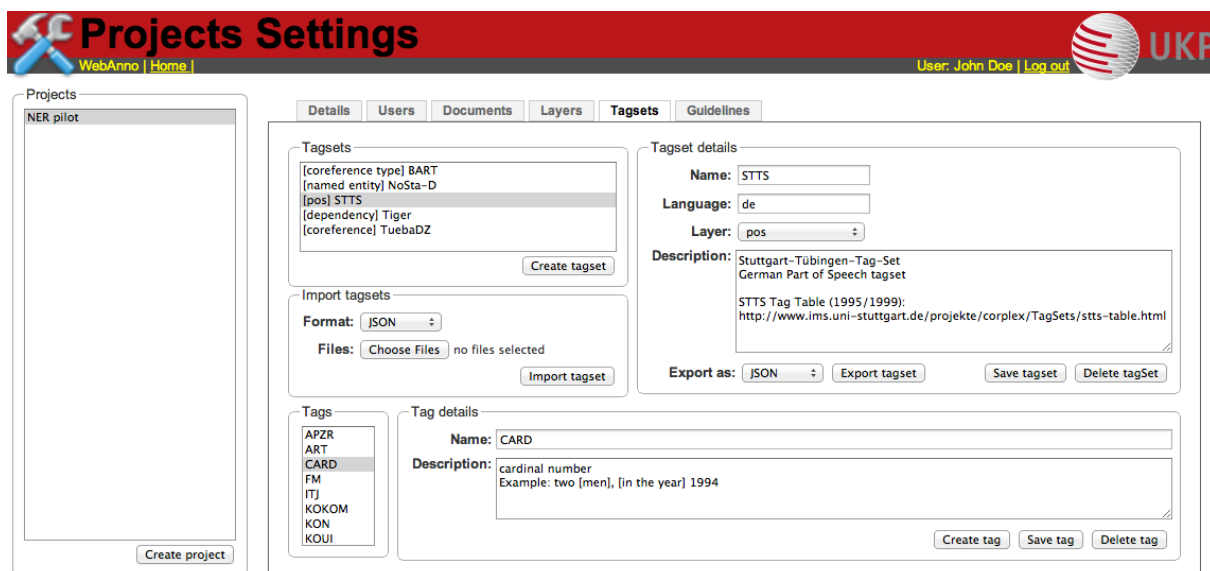 Projects Settings
WebAnno | Home |
User: John Doe | Log out
UKP
Projects
NER pilot
Create project
Details Users Documents Layers Tagsets Guidelines
Tagsets
[coreference type] BART
[named entity] NoSta-D
[pos] STTS
[dependency] Tiger
[coreference] TuebaDZ
Create tagset
Import tagsets
Format: JSON
Files: Choose Files no files selected
Import tagset
Tagset details
Name: STTS
Language: de
Layer: pos
Description: Stuttgart-Tübingen-Tag-Set
German Part of Speech tagset
STTS Tag Table (1995/1999):
http://www.ims.uni-stuttgart.de/projekte/corplex/TagSets/stts-table.html
Export as: JSON Export tagset Save tagset Delete tagSet
Tags
APZR
ART
CARD
FM
ITJ
KOKOM
KON
KOUI
Tag details
Name: CARD
Description: cardinal number
Example: two [men], [in the year] 1994
Create tag Save tag Delete tag